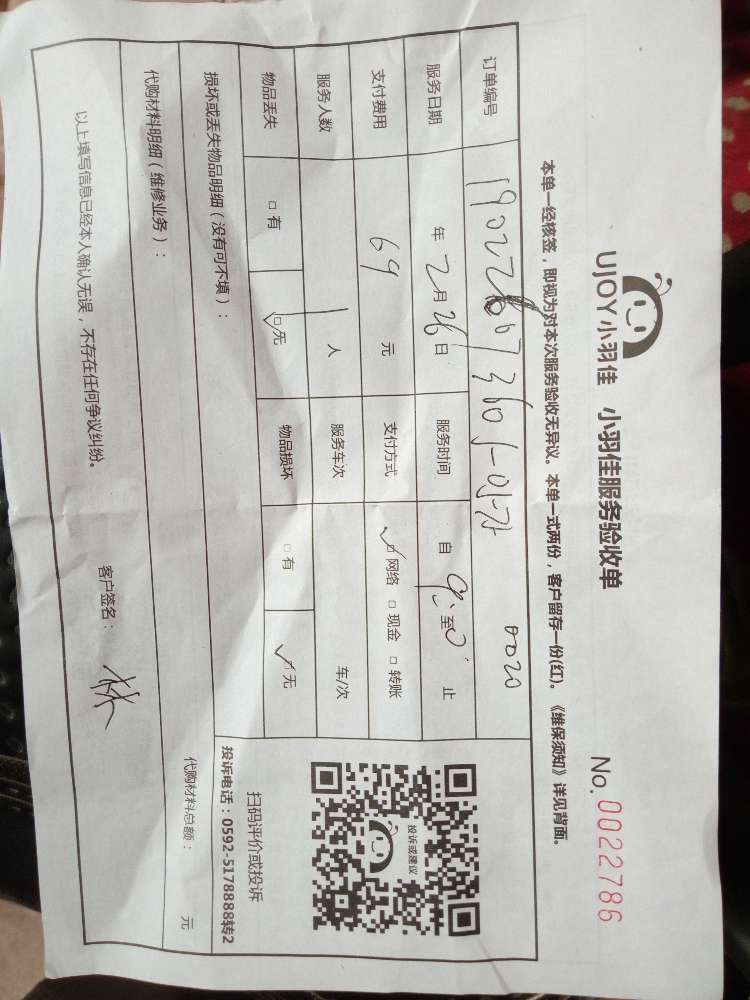 UJOY小羽佳 小羽佳服务验收单
No. 0022786
本单一经核签，即视为对本次服务验收无异议。本单一式两份，客户留存一份(红)。《维保须知》详见背面。
订单编号
0020
服务日期 年 2月26日 服务时间 自 至 止
支付费用 69 元 支付方式 ☑网络 □现金 □转账
服务人数 1 人 服务车次 车/次
物品丢失 □有 ☑无 物品损坏 □有 ☑无
投诉或建议
扫码评价或投诉
投诉电话：0592-5178888转2
损坏或丢失物品明细(没有可不填)：
代购材料明细(维修业务)： 代购材料总额： 元
以上填写信息已经本人确认无误，不存在任何争议纠纷。 客户签名： 林